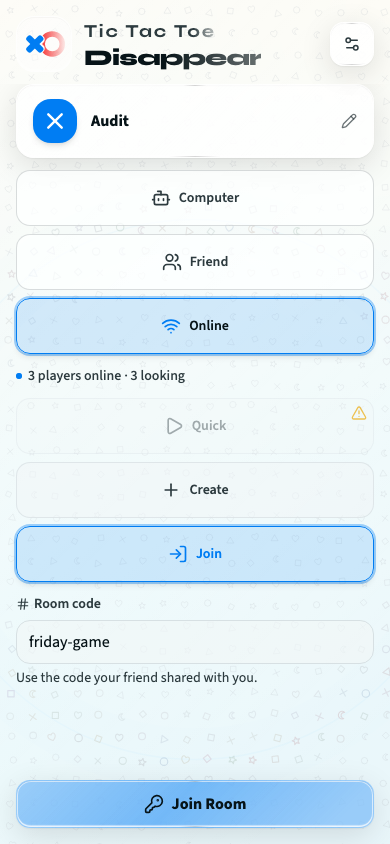 Tic Tac Toe
Disappear
Audit
Computer
Friend
Online
3 players online · 3 looking
Quick
Create
Join
# Room code
friday-game
Use the code your friend shared with you.
Join Room